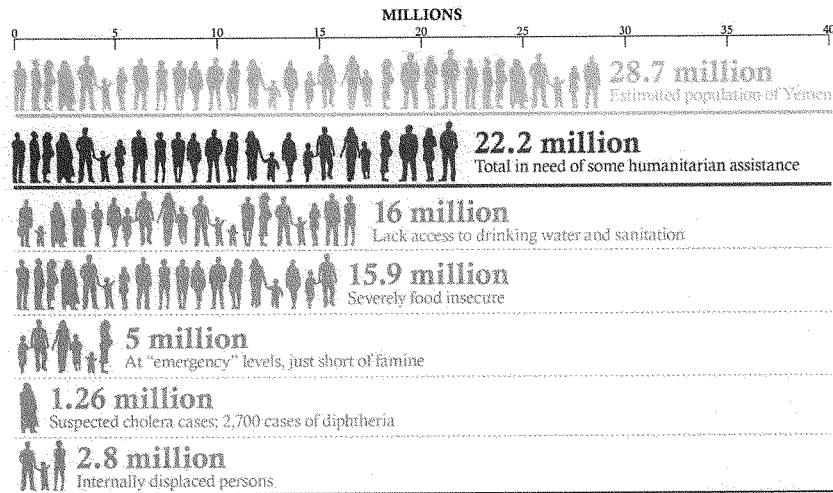 MILLIONS
0 5 10 15 20 25 30 35 40
28.7 million
Estimated population of Yemen
22.2 million
Total in need of some humanitarian assistance
16 million
Lack access to drinking water and sanitation
15.9 million
Severely food insecure
5 million
At "emergency" levels, just short of famine
1.26 million
Suspected cholera cases; 2,700 cases of diphtheria
2.8 million
Internally displaced persons